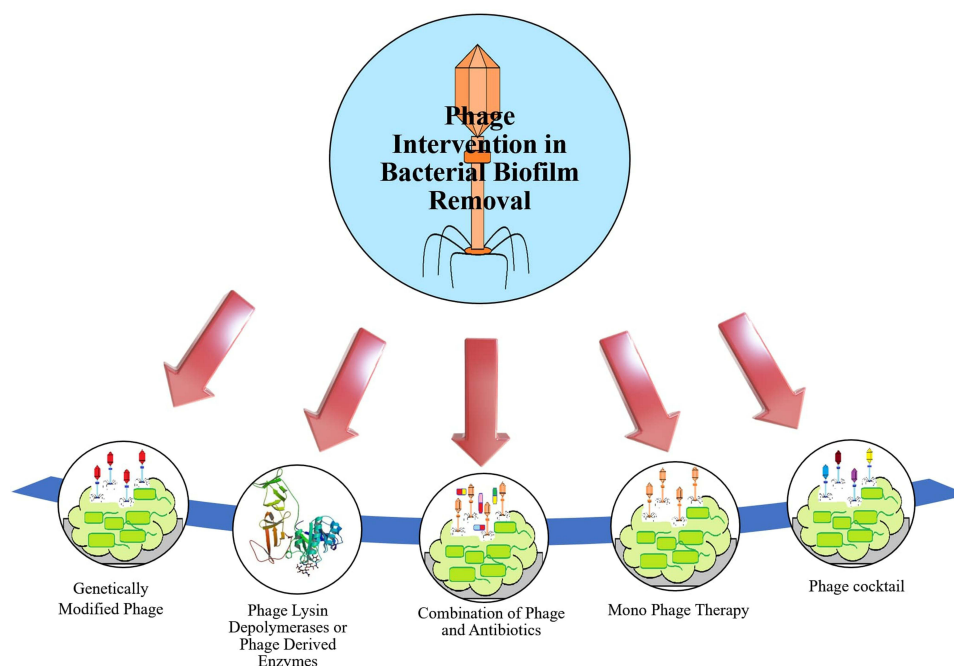 Phage
Intervention in
Bacterial Biofilm
Removal
Genetically
Modified Phage
Phage Lysin
Depolymerases or
Phage Derived
Enzymes
Combination of Phage
and Antibiotics
Mono Phage Therapy
Phage cocktail